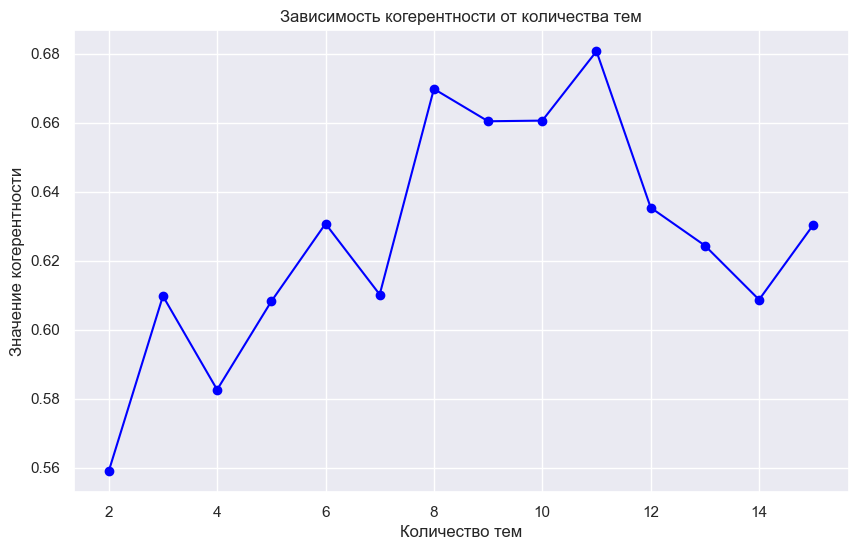 Зависимость когерентности от количества тем
Значение когерентности
0.68
0.66
0.64
0.62
0.60
0.58
0.56
2 4 6 8 10 12 14
Количество тем